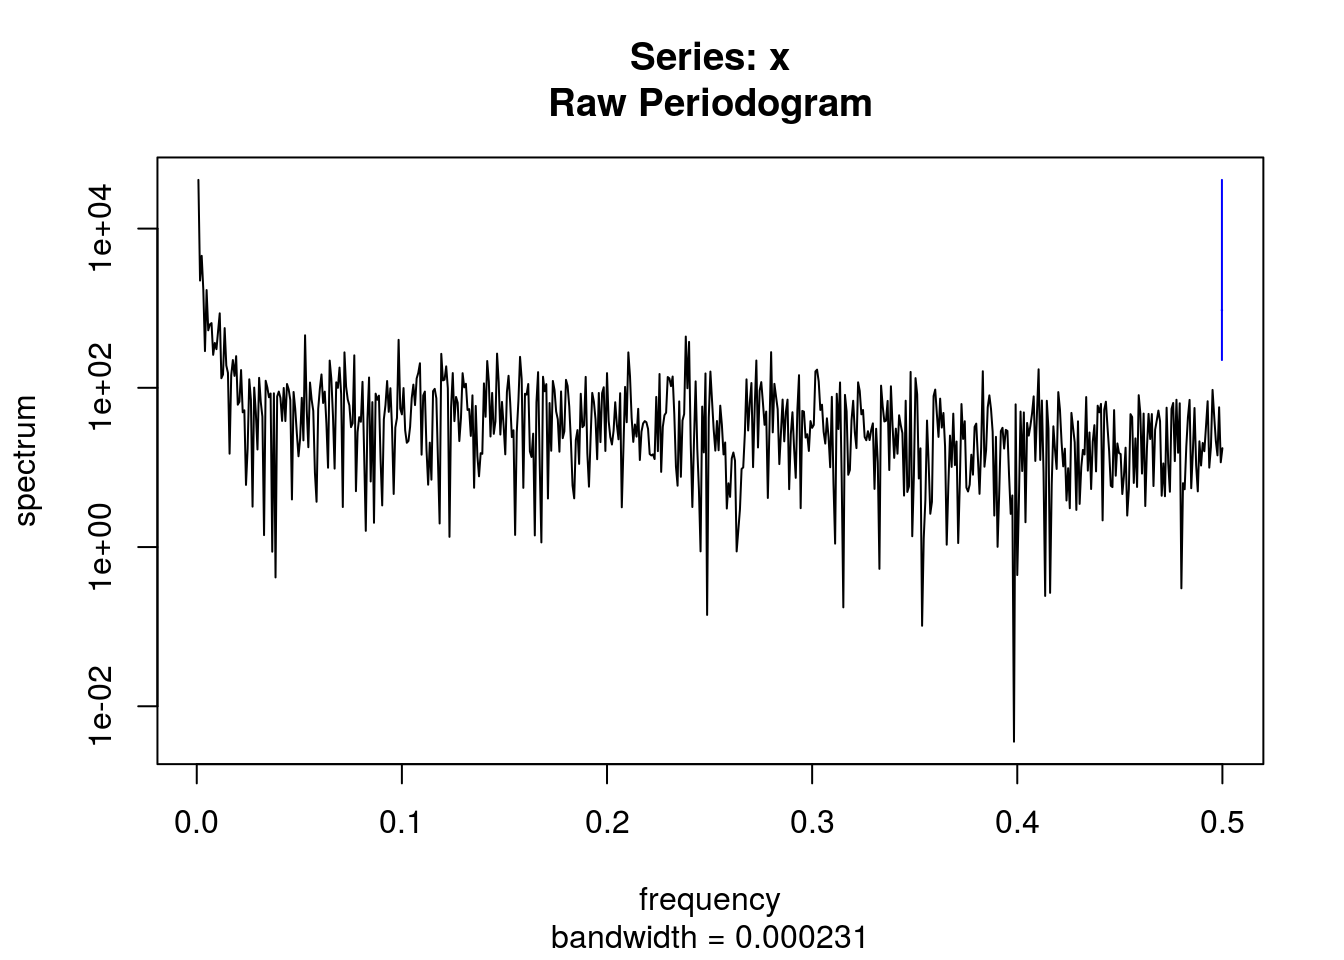 Series: x
Raw Periodogram
spectrum
1e+04
1e+02
1e+00
1e-02
0.0 0.1 0.2 0.3 0.4 0.5
frequency
bandwidth = 0.000231